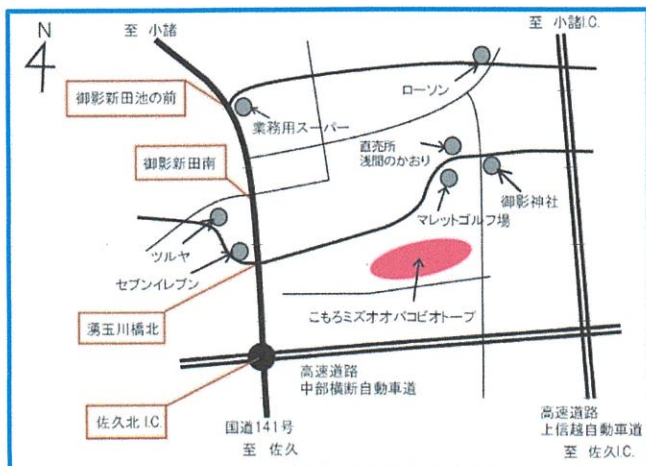 N
至 小諸
至 小諸I.C.
御影新田池の前
ローソン
業務用スーパー
直売所
浅間のかおり
御影新田南
御影神社
マレットゴルフ場
ツルヤ
セブンイレブン
こもろミズオオバコビオトープ
湧玉川橋北
高速道路
中部横断自動車道
佐久北 I.C.
国道141号
至 佐久
高速道路
上信越自動車道
至 佐久I.C.